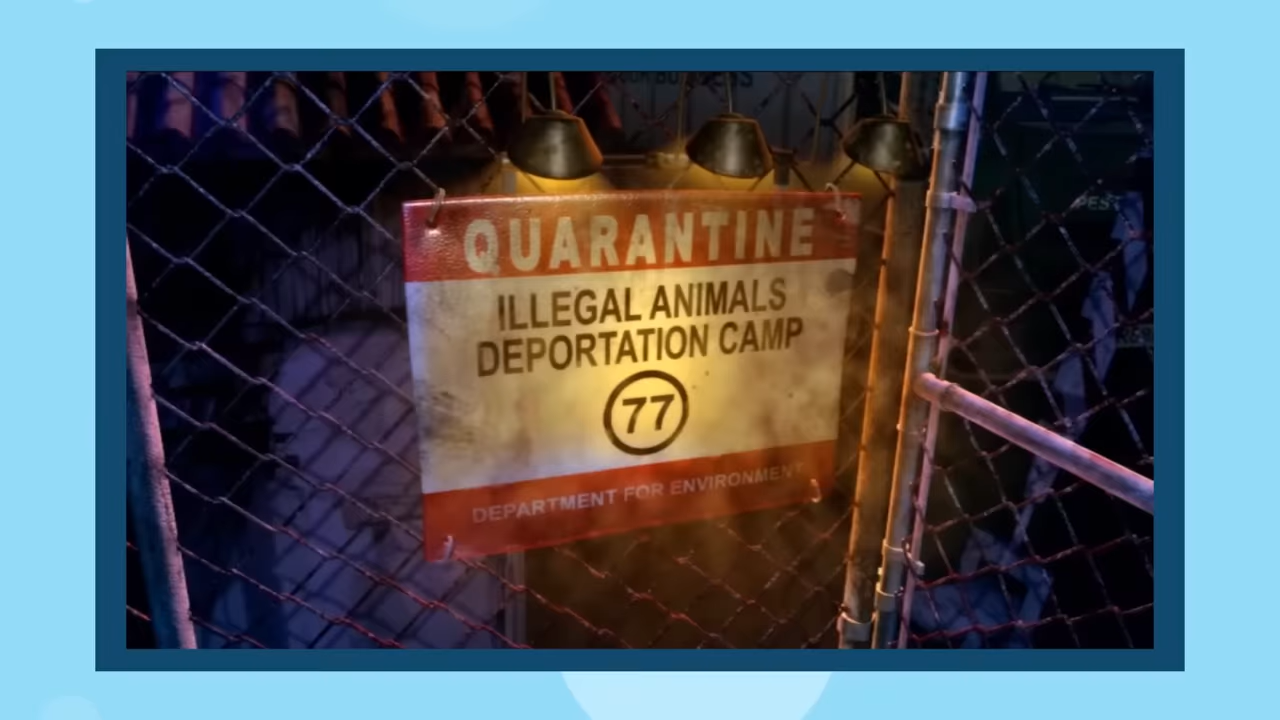 QUARANTINE
ILLEGAL ANIMALS
DEPORTATION CAMP
77
DEPARTMENT FOR ENVIRONMENT